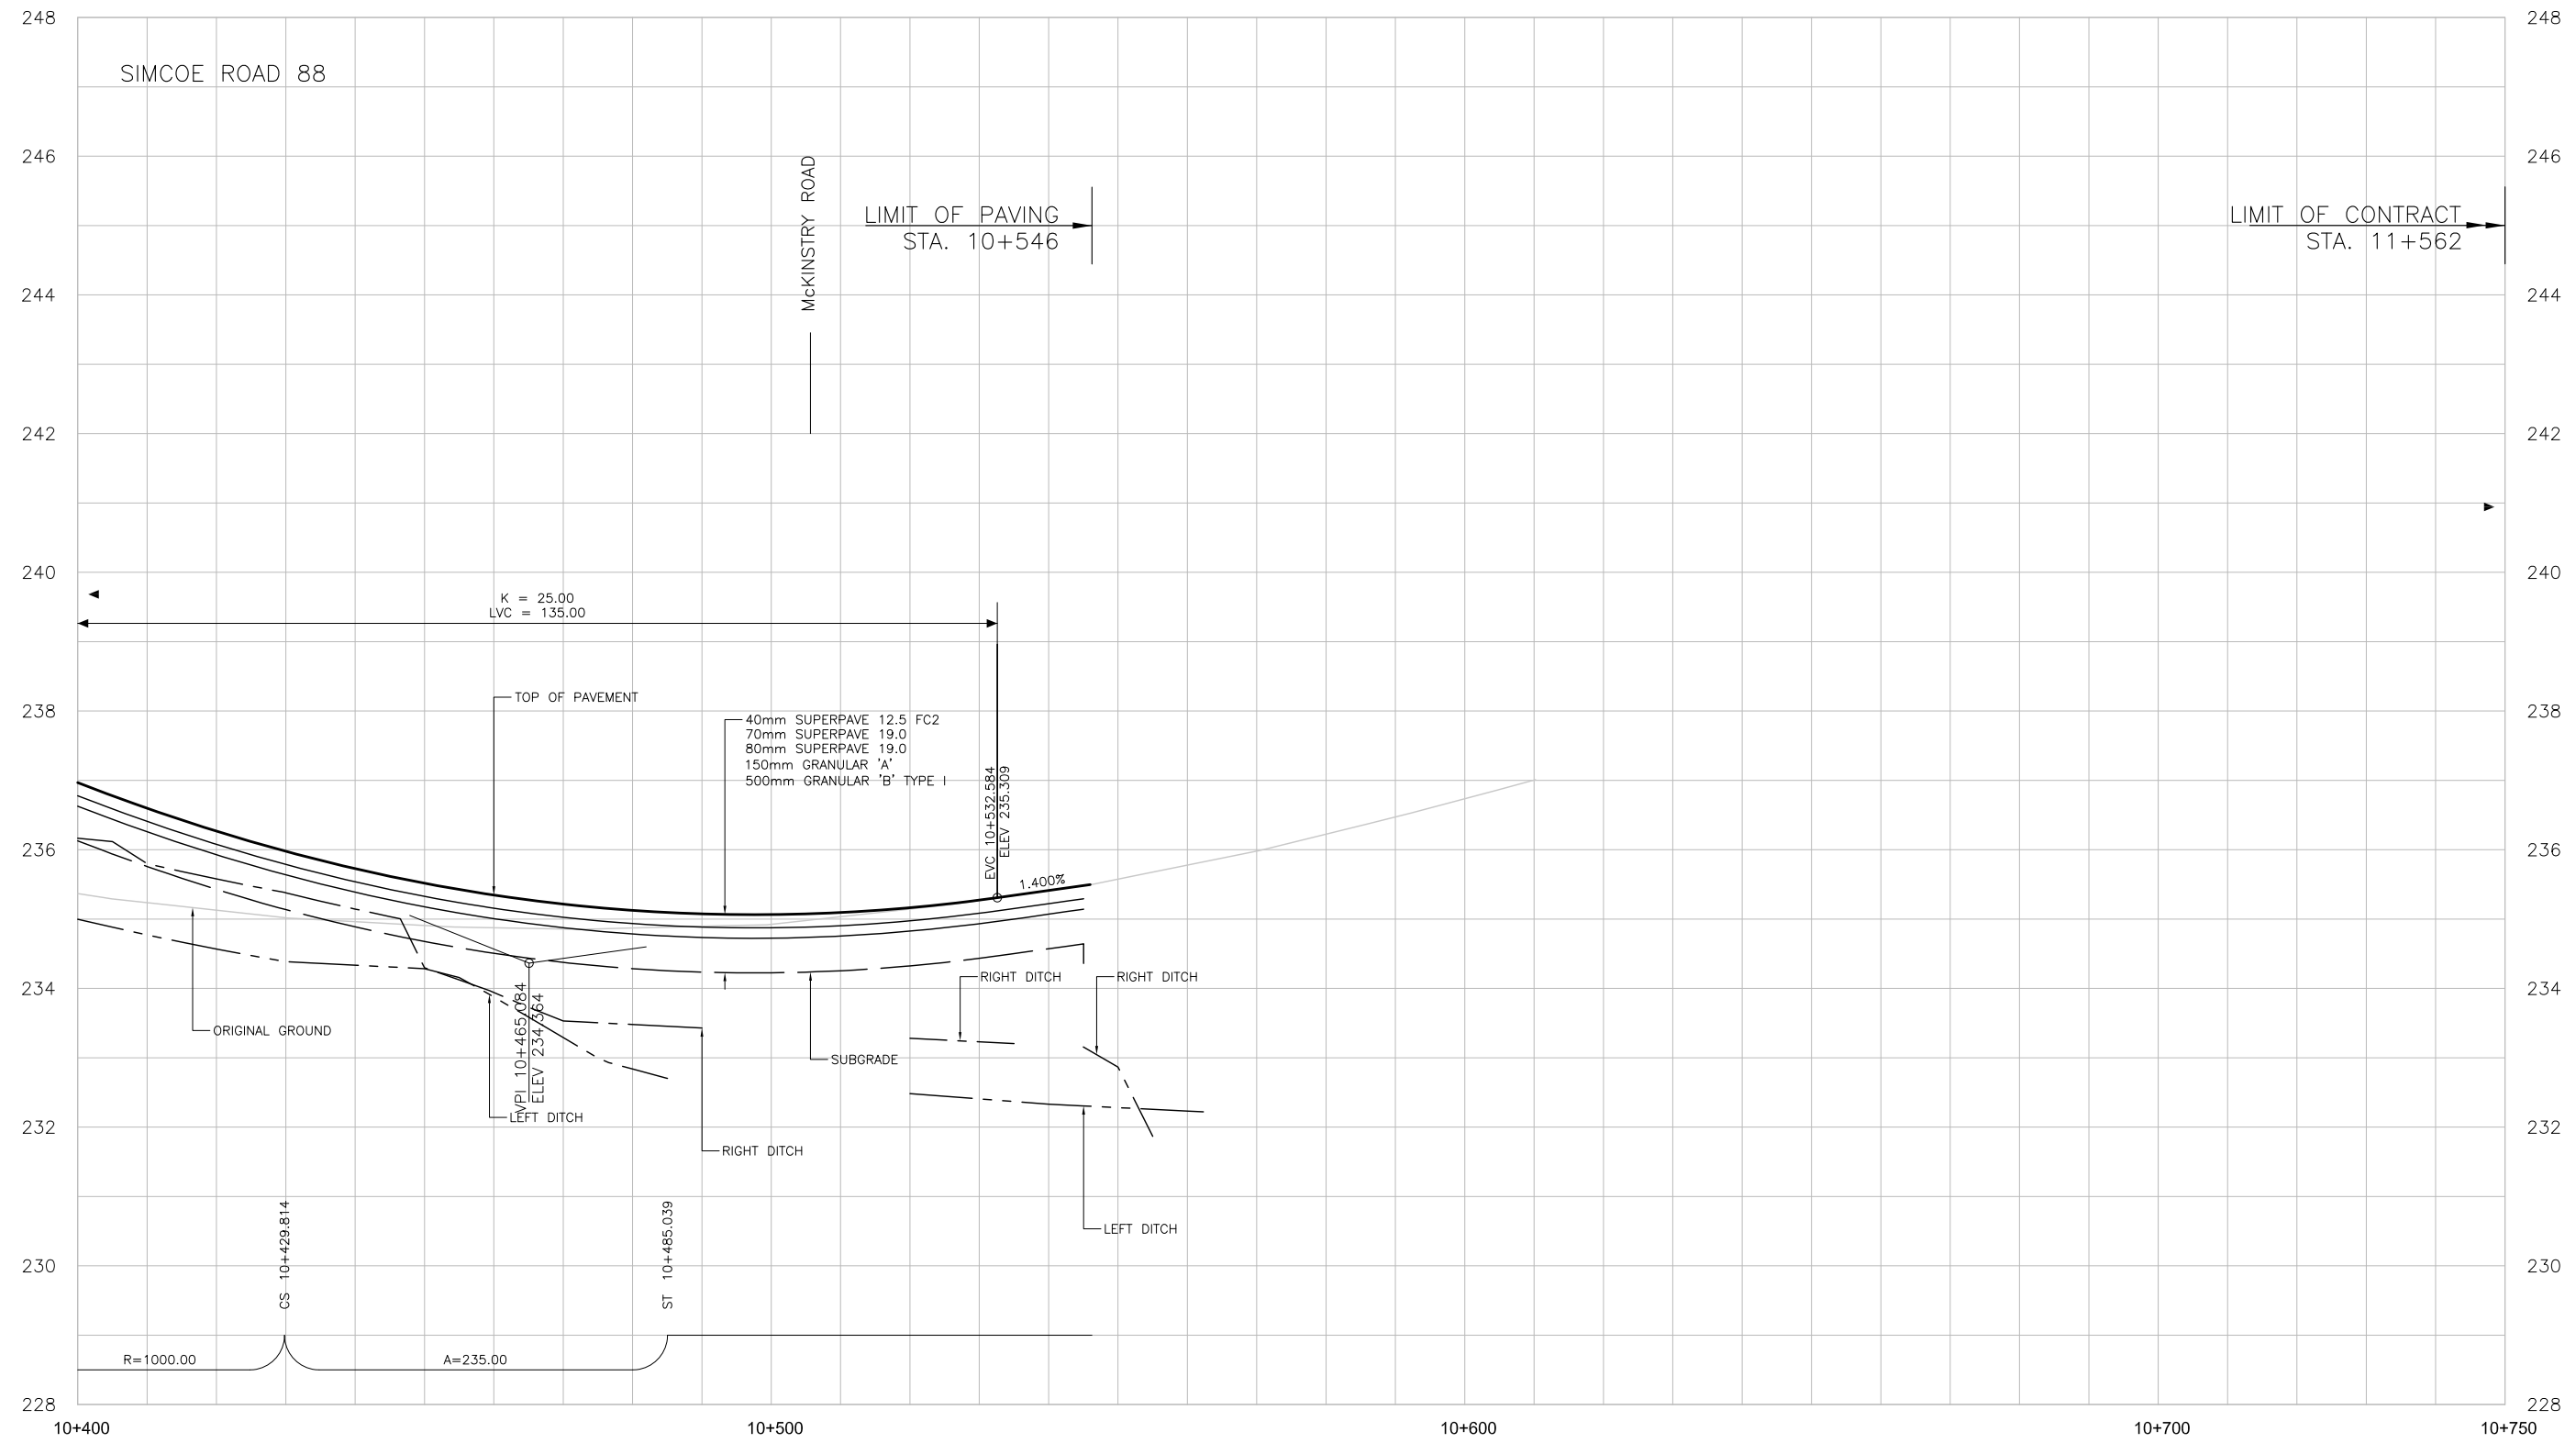 248
248
SIMCOE ROAD 88
246
246
McKINSTRY ROAD
LIMIT OF PAVING
STA. 10+546
LIMIT OF CONTRACT
STA. 11+562
244
244
242
242
240
240
K = 25.00
LVC = 135.00
238
238
TOP OF PAVEMENT
40mm SUPERPAVE 12.5 FC2
70mm SUPERPAVE 19.0
80mm SUPERPAVE 19.0
150mm GRANULAR 'A'
500mm GRANULAR 'B' TYPE I
EVC 10+532.584
ELEV 235.309
1.400%
236
236
234
234
RIGHT DITCH
RIGHT DITCH
ORIGINAL GROUND
SUBGRADE
VPI 10+465.084
ELEV 234.364
LEFT DITCH
232
232
RIGHT DITCH
LEFT DITCH
CS 10+429.814
ST 10+485.039
230
230
R=1000.00
A=235.00
228
228
10+400
10+500
10+600
10+700
10+750